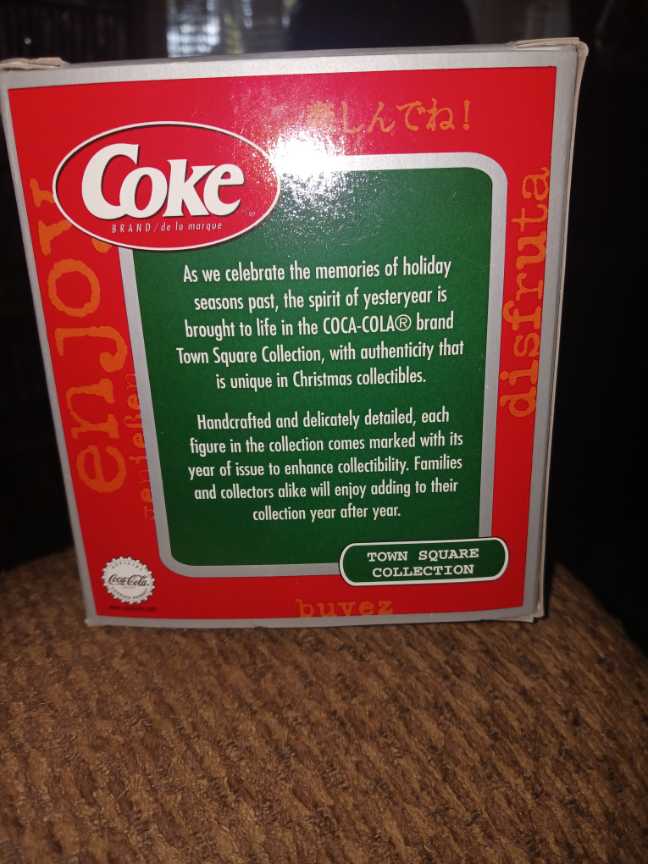 しんでね!
Coke
BRAND/de la marque
enjoy
genießen
disfruta
As we celebrate the memories of holiday
seasons past, the spirit of yesteryear is
brought to life in the COCA-COLA® brand
Town Square Collection, with authenticity that
is unique in Christmas collectibles.
Handcrafted and delicately detailed, each
figure in the collection comes marked with its
year of issue to enhance collectibility. Families
and collectors alike will enjoy adding to their
collection year after year.
TOWN SQUARE
COLLECTION
Coca-Cola
buvez